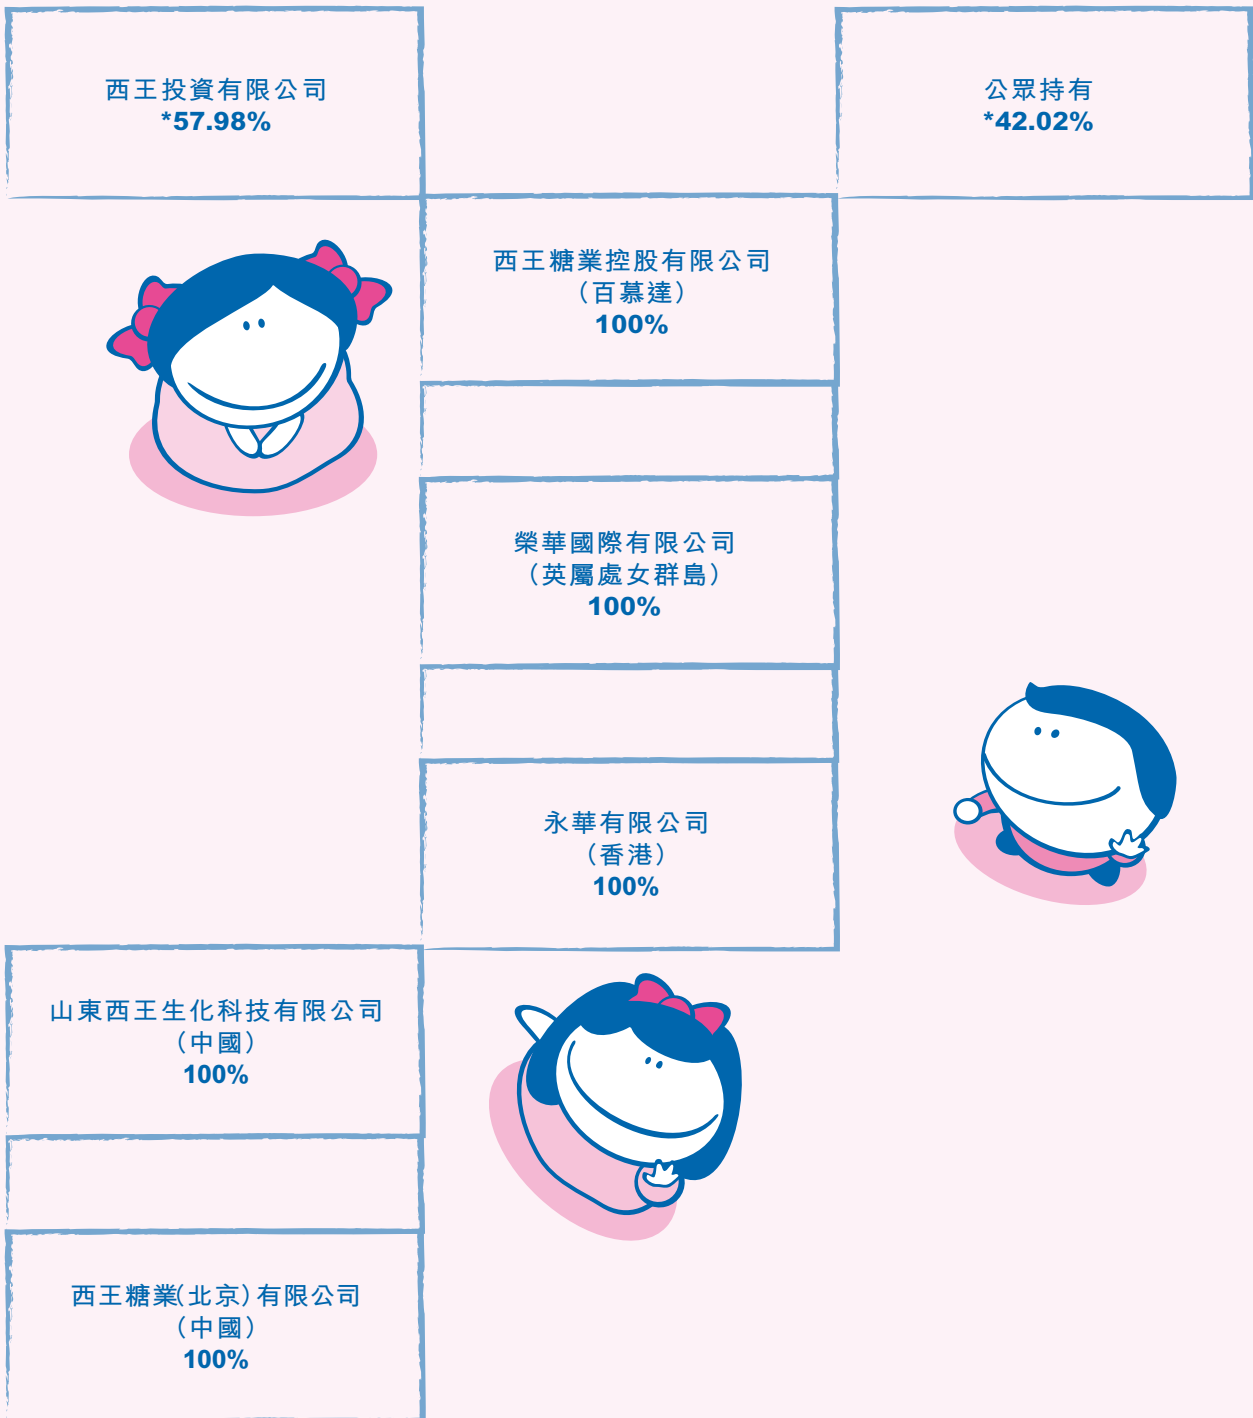 西王投資有限公司
*57.98%
公眾持有
*42.02%
西王糖業控股有限公司
（百慕達）
100%
榮華國際有限公司
（英屬處女群島）
100%
永華有限公司
（香港）
100%
山東西王生化科技有限公司
（中國）
100%
西王糖業(北京)有限公司
（中國）
100%